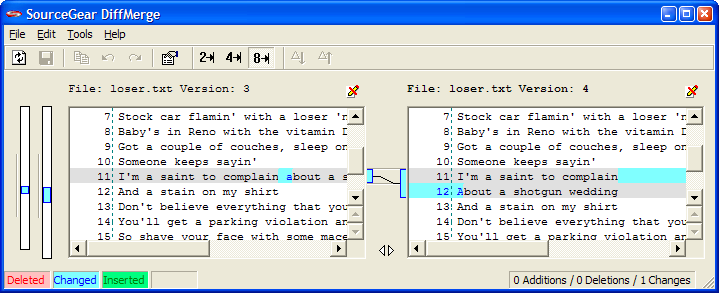 SourceGear DiffMerge
File Edit Tools Help
2 4 8
File: loser.txt Version: 3
7 Stock car flamin' with a loser 'n
8 Baby's in Reno with the vitamin D
9 Got a couple of couches, sleep on
10 Someone keeps sayin'
11 I'm a saint to complain about a s
12 And a stain on my shirt
13 Don't believe everything that you
14 You'll get a parking violation an
15 So shave your face with some mace
File: loser.txt Version: 4
7 Stock car flamin' with a loser 'n
8 Baby's in Reno with the vitamin D
9 Got a couple of couches, sleep on
10 Someone keeps sayin'
11 I'm a saint to complain
12 About a shotgun wedding
13 And a stain on my shirt
14 Don't believe everything that you
15 You'll get a parking violation an
Deleted Changed Inserted
0 Additions / 0 Deletions / 1 Changes